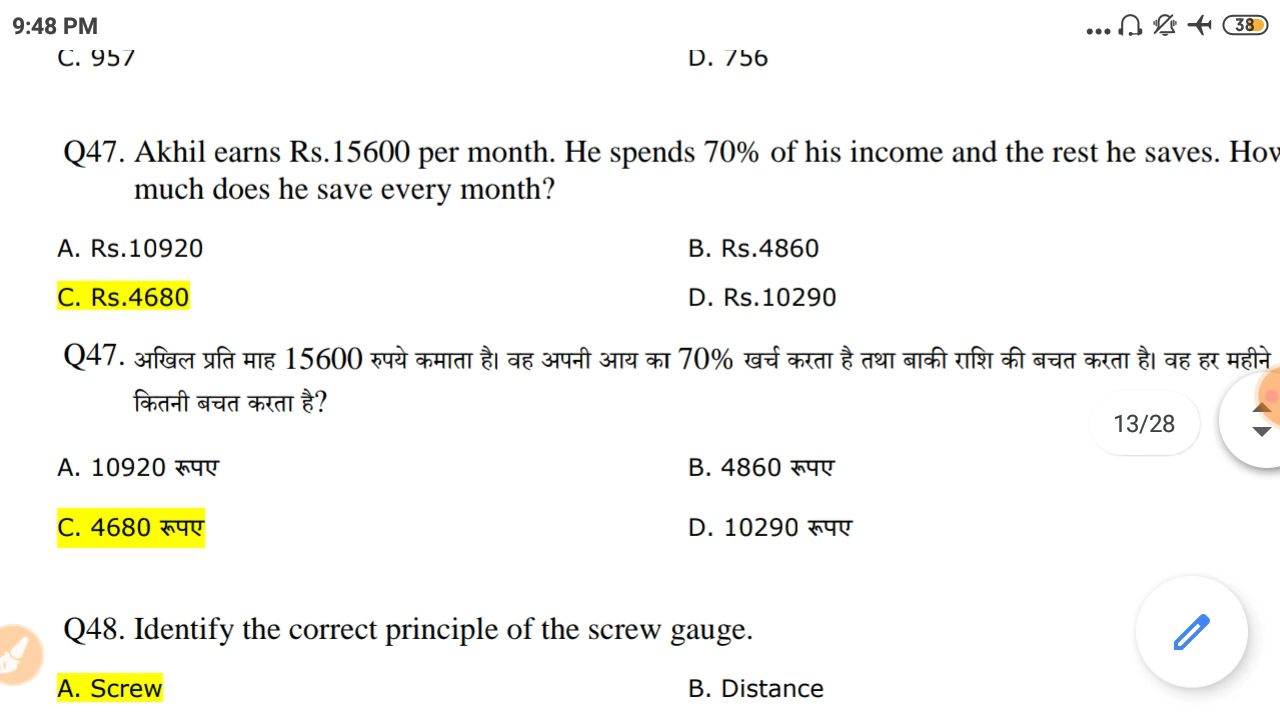 9:48 PM
38
C. 957 D. 756
Q47. Akhil earns Rs.15600 per month. He spends 70% of his income and the rest he saves. How
much does he save every month?
A. Rs.10920 B. Rs.4860
C. Rs.4680 D. Rs.10290
Q47. अखिल प्रति माह 15600 रुपये कमाता है। वह अपनी आय का 70% खर्च करता है तथा बाकी राशि की बचत करता है। वह हर महीने
कितनी बचत करता है?
13/28
A. 10920 रूपए B. 4860 रूपए
C. 4680 रूपए D. 10290 रूपए
Q48. Identify the correct principle of the screw gauge.
A. Screw B. Distance